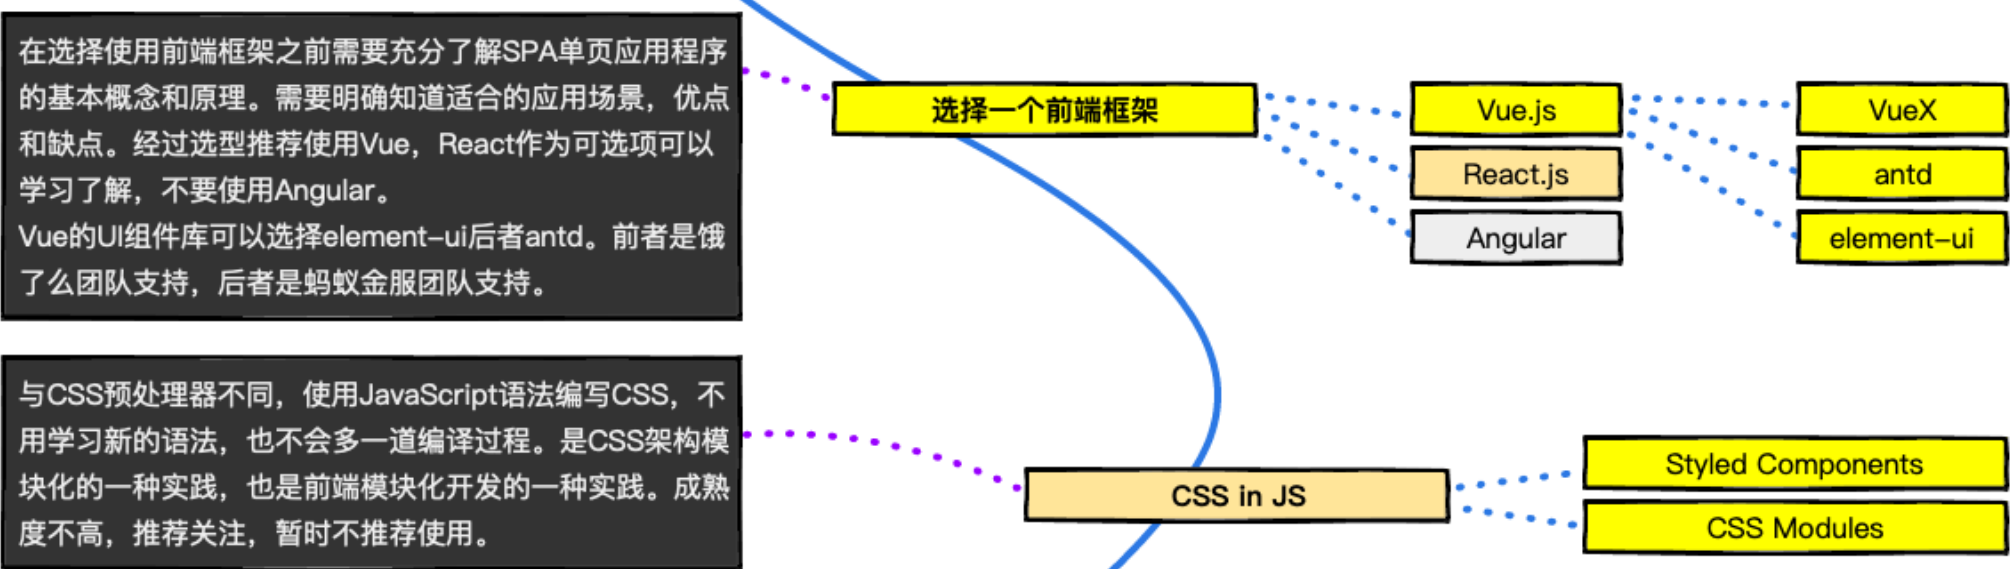 在选择使用前端框架之前需要充分了解SPA单页应用程序
的基本概念和原理。需要明确知道适合的应用场景，优点
和缺点。经过选型推荐使用Vue，React作为可选项可以
学习了解，不要使用Angular。
Vue的UI组件库可以选择element-ui后者antd。前者是饿
了么团队支持，后者是蚂蚁金服团队支持。
选择一个前端框架
Vue.js
React.js
Angular
VueX
antd
element-ui
与CSS预处理器不同，使用JavaScript语法编写CSS，不
用学习新的语法，也不会多一道编译过程。是CSS架构模
块化的一种实践，也是前端模块化开发的一种实践。成熟
度不高，推荐关注，暂时不推荐使用。
CSS in JS
Styled Components
CSS Modules